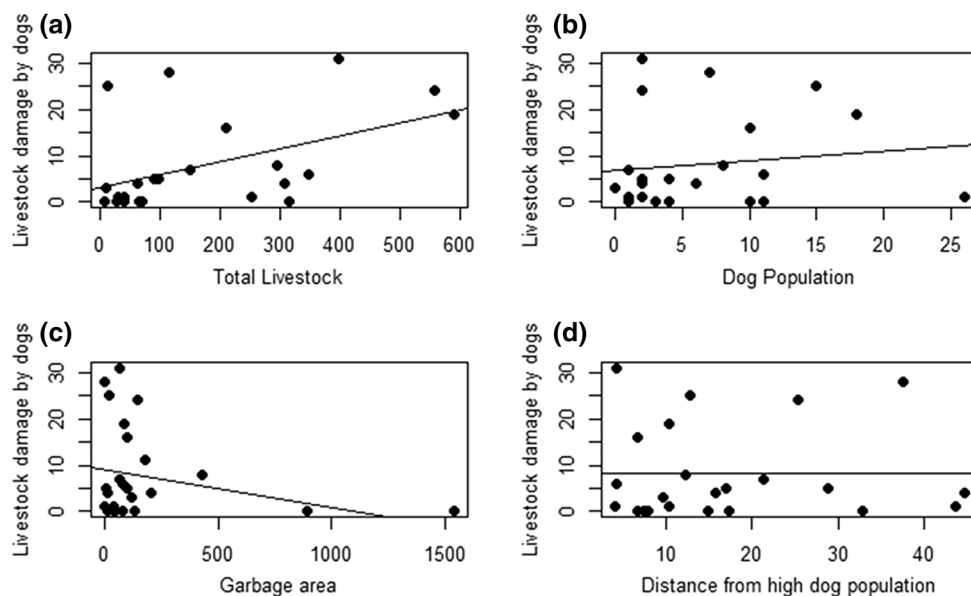 (a)
Livestock damage by dogs
0 10 20 30
0 100 200 300 400 500 600
Total Livestock
(b)
Livestock damage by dogs
0 10 20 30
0 5 10 15 20 25
Dog Population
(c)
Livestock damage by dogs
0 10 20 30
0 500 1000 1500
Garbage area
(d)
Livestock damage by dogs
0 10 20 30
10 20 30 40
Distance from high dog population